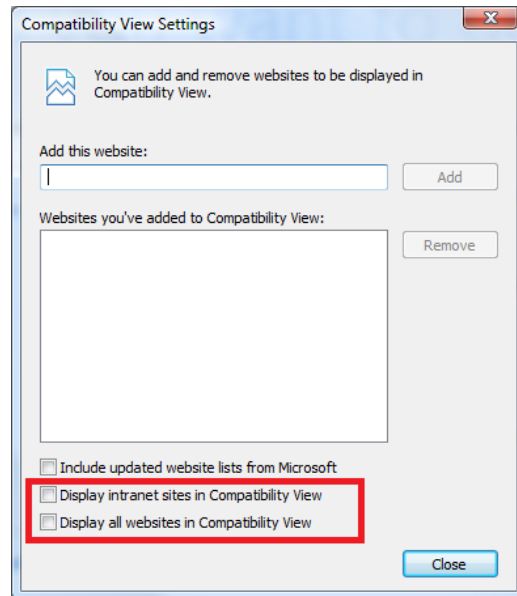 Compatibility View Settings
You can add and remove websites to be displayed in
Compatibility View.
Add this website:
Add
Websites you've added to Compatibility View:
Remove
Include updated website lists from Microsoft
Display intranet sites in Compatibility View
Display all websites in Compatibility View
Close